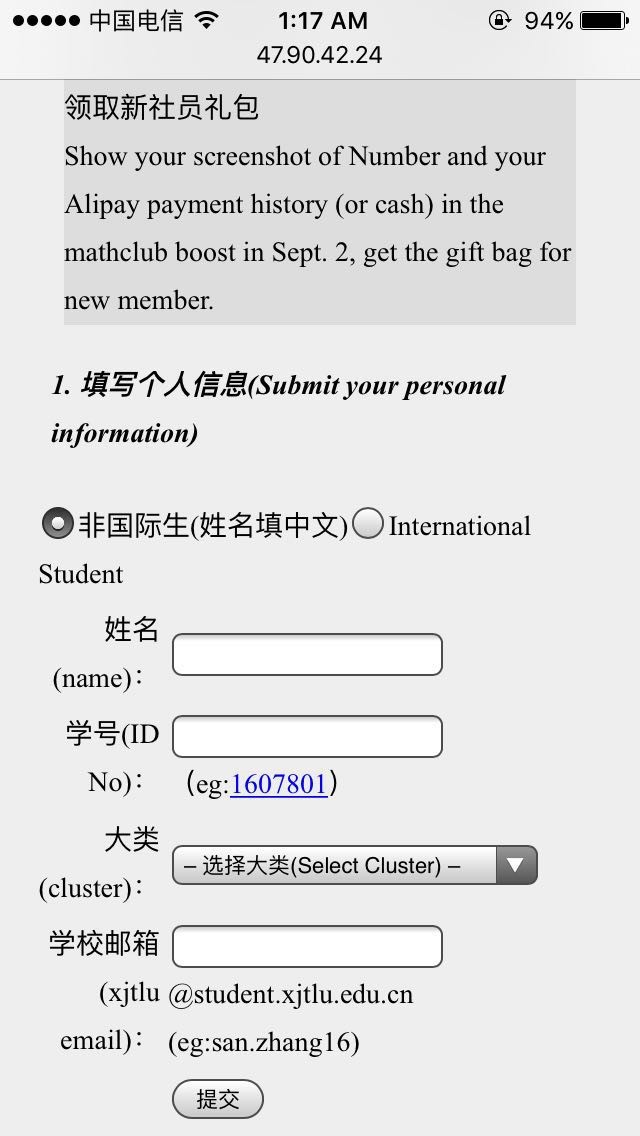 中国电信 1:17 AM 94%
47.90.42.24
领取新社员礼包
Show your screenshot of Number and your
Alipay payment history (or cash) in the
mathclub boost in Sept. 2, get the gift bag for
new member.
1. 填写个人信息(Submit your personal
information)
非国际生(姓名填中文) International
Student
姓名
(name)：
学号(ID
No)： （eg:1607801）
大类
– 选择大类(Select Cluster) –
(cluster)：
学校邮箱
(xjtlu @student.xjtlu.edu.cn
email)： (eg:san.zhang16)
提交